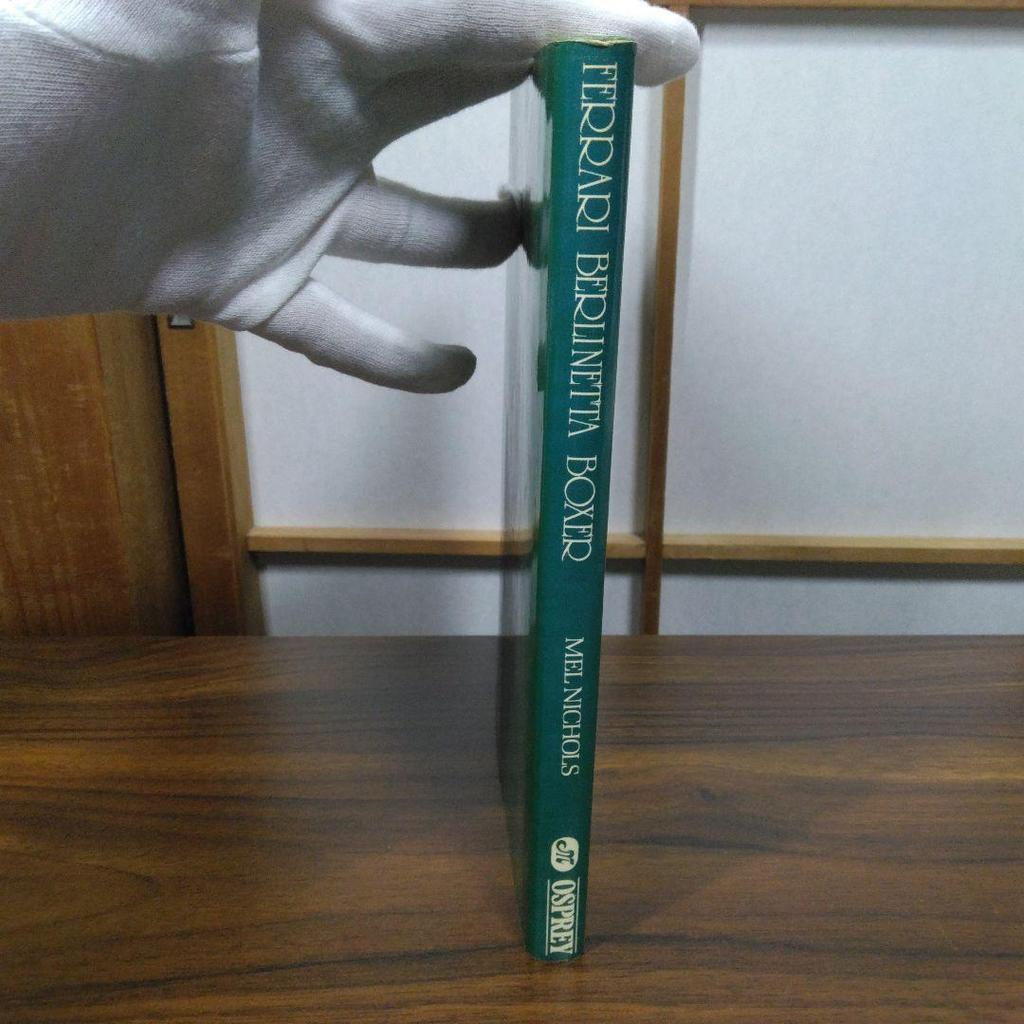 FERRARI BERLINETTA BOXER
MEL NICHOLS
OSPREY